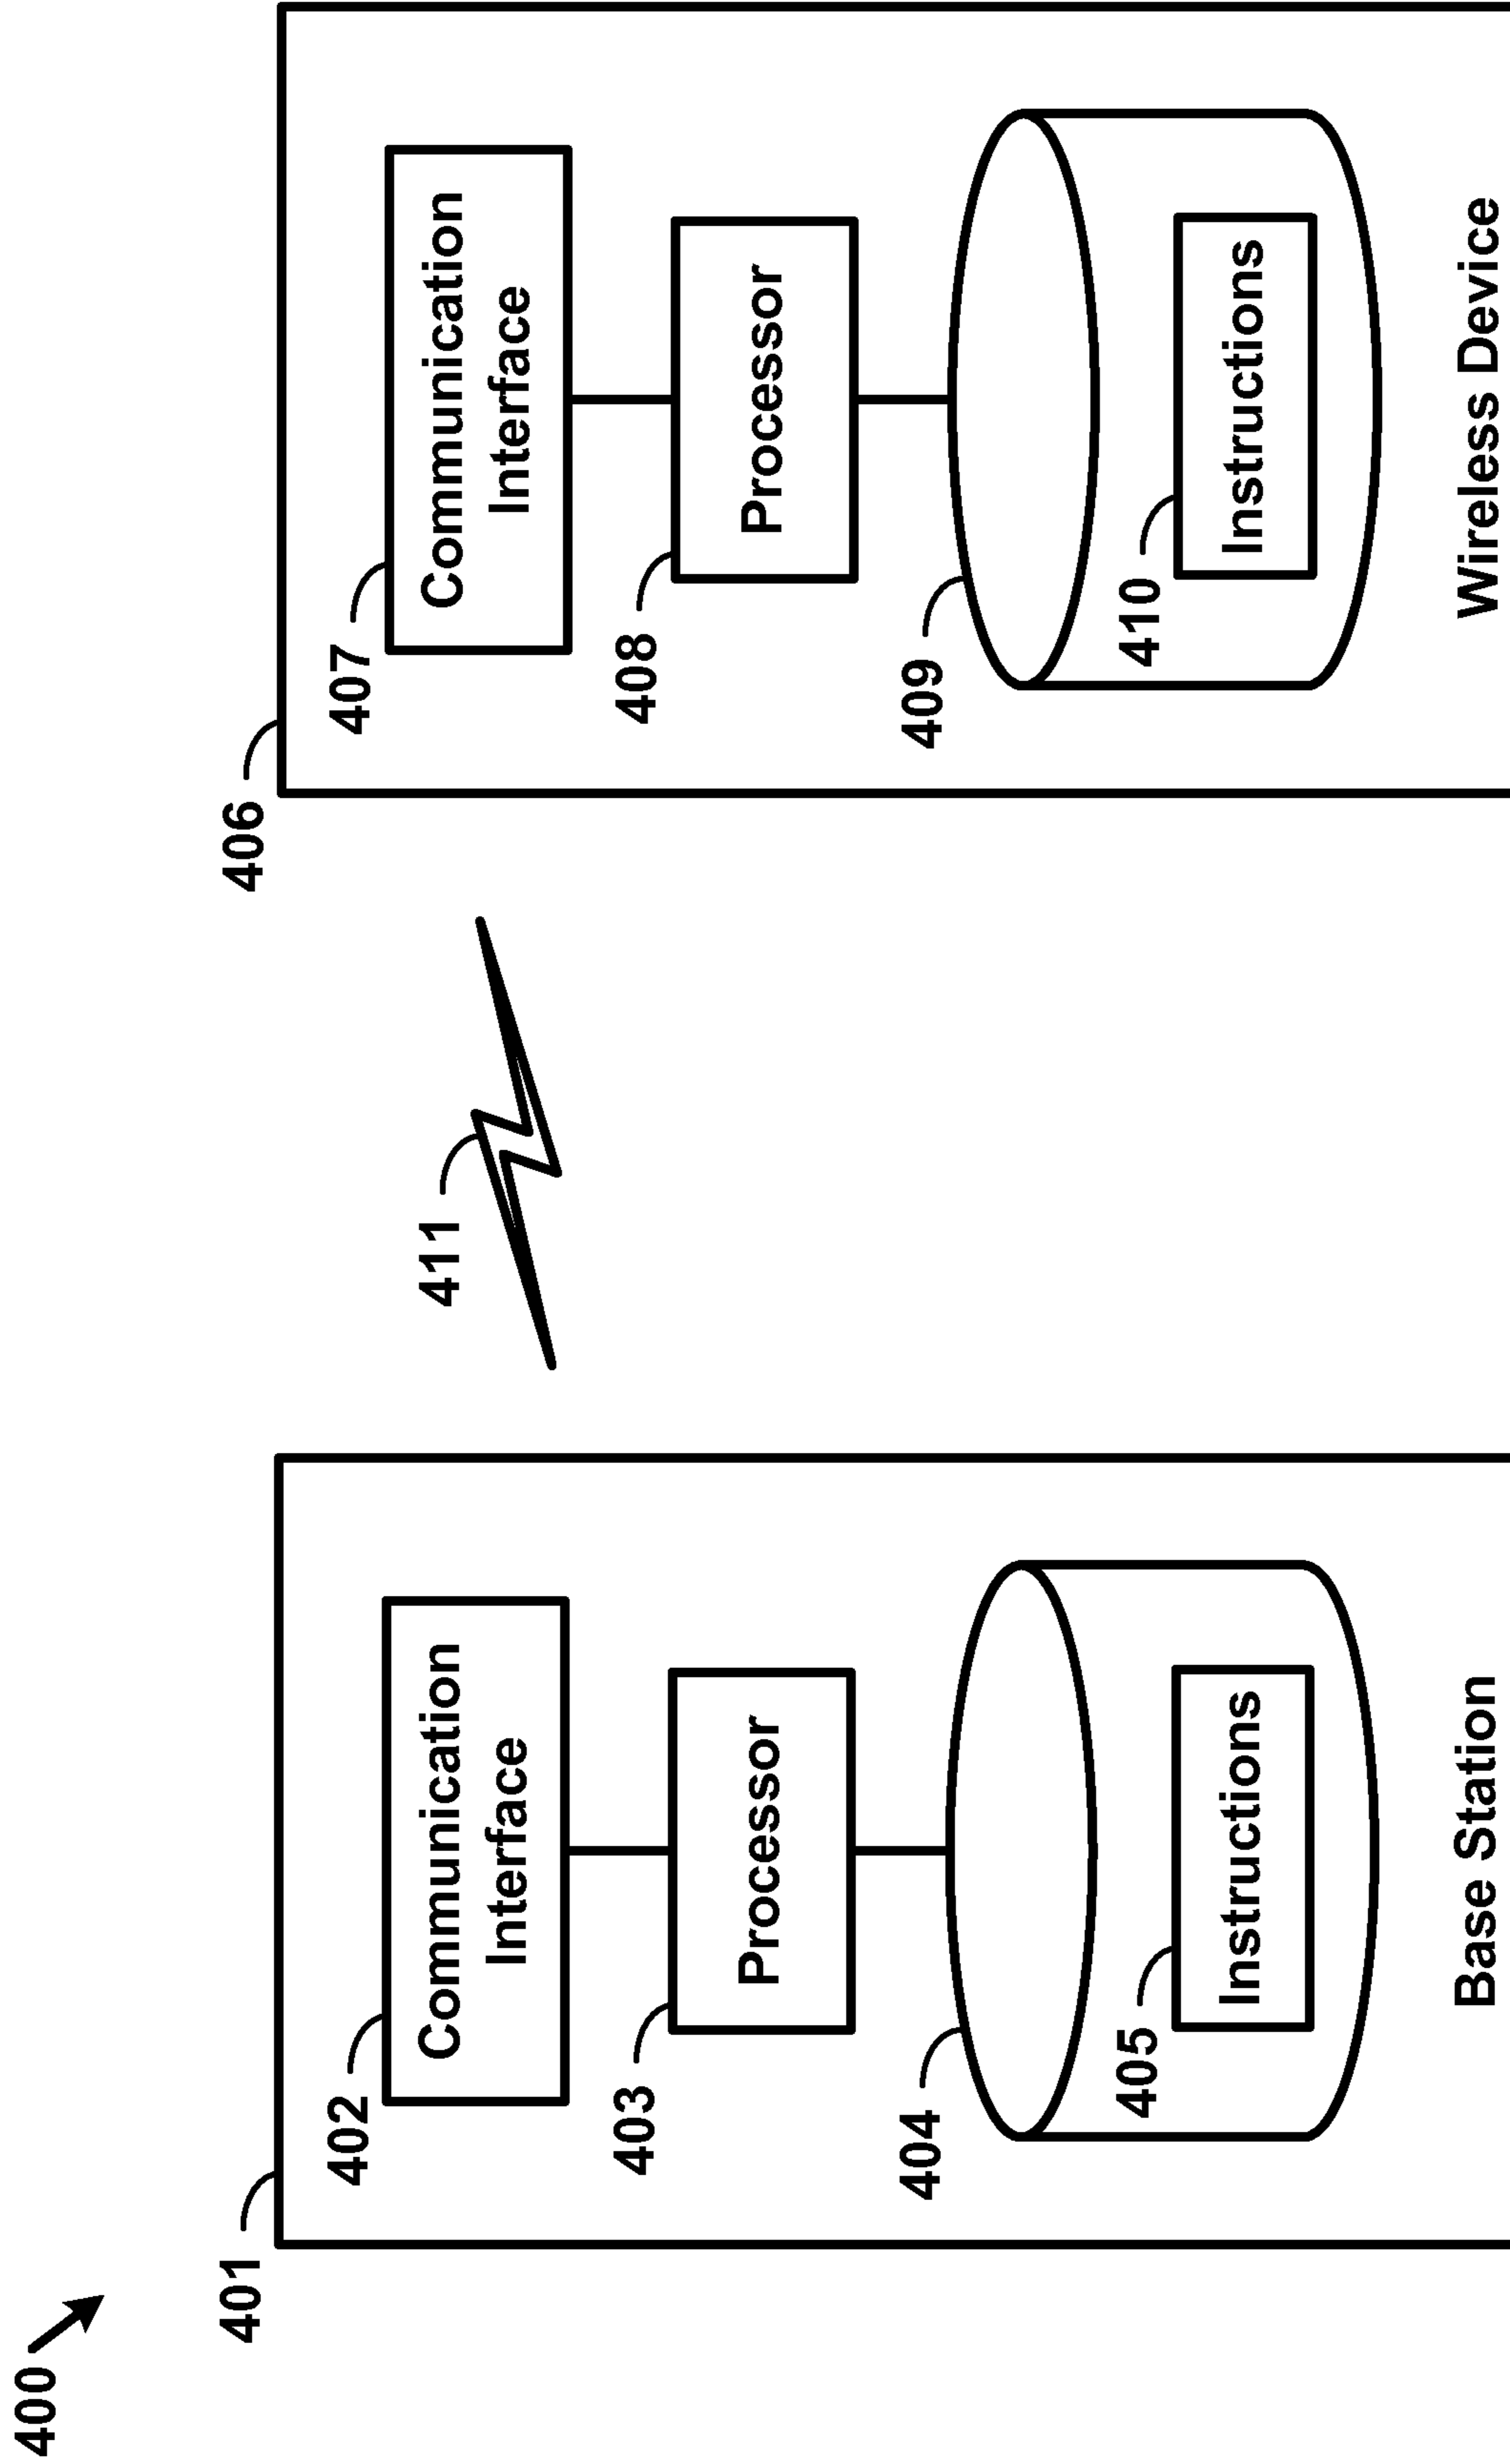 400
401
402
Communication
Interface
403
Processor
404
405
Instructions
Base Station
411
406
407
Communication
Interface
408
Processor
409
410
Instructions
Wireless Device